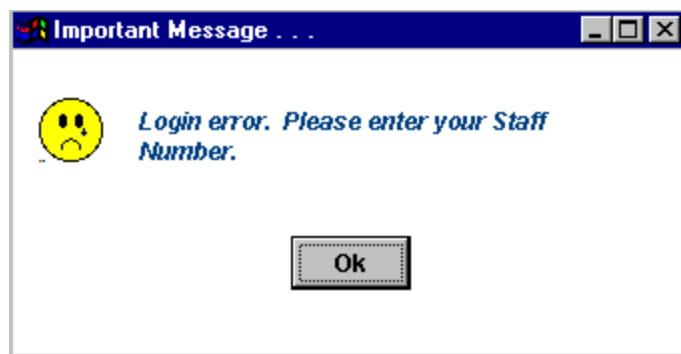 Important Message . . .
Login error.  Please enter your Staff
Number.
Ok